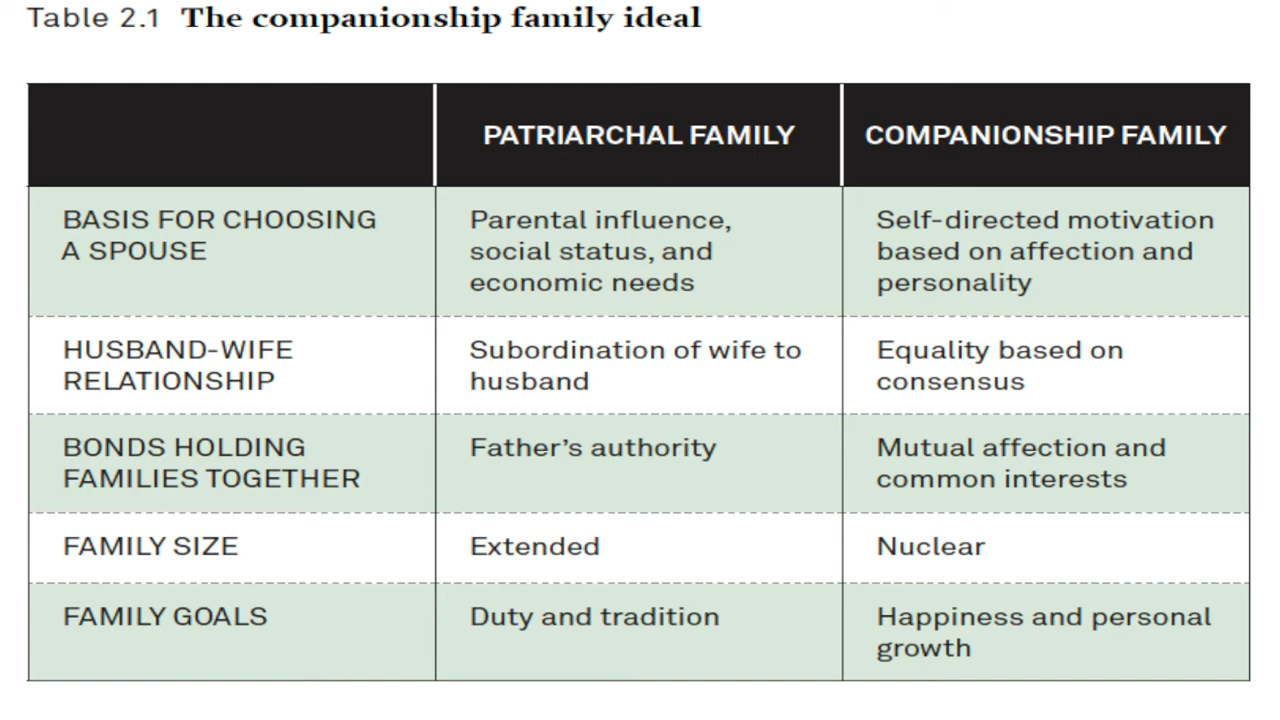 Table 2.1 The companionship family ideal
PATRIARCHAL FAMILY
COMPANIONSHIP FAMILY
BASIS FOR CHOOSING
A SPOUSE
Parental influence,
social status, and
economic needs
Self-directed motivation
based on affection and
personality
HUSBAND-WIFE
RELATIONSHIP
Subordination of wife to
husband
Equality based on
consensus
BONDS HOLDING
FAMILIES TOGETHER
Father’s authority
Mutual affection and
common interests
FAMILY SIZE
Extended
Nuclear
FAMILY GOALS
Duty and tradition
Happiness and personal
growth